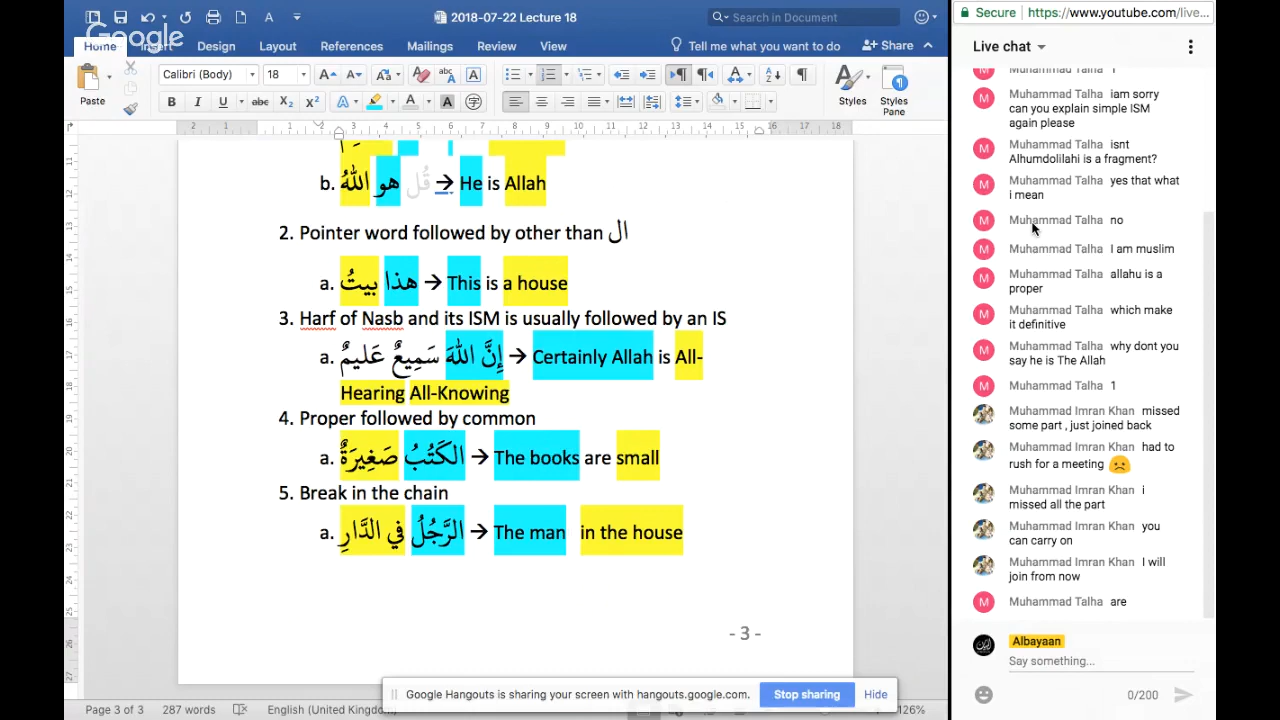 2018-07-22 Lecture 18
Search in Document
Google
Home Insert Design Layout References Mailings Review View Tell me what you want to do Share
Paste Calibri (Body) 18 Styles Styles Pane
b. قُل هو اللهُ → He is Allah
2. Pointer word followed by other than ال
a. هذا بيتُ → This is a house
3. Harf of Nasb and its ISM is usually followed by an IS
a. إِنَّ اللهَ سَمِيعٌ عَليمٌ → Certainly Allah is All-
Hearing All-Knowing
4. Proper followed by common
a. الكَتُبُ صَغِيرَةٌ → The books are small
5. Break in the chain
a. الرَّجُلُ في الدَّارِ → The man in the house
- 3 -
Google Hangouts is sharing your screen with hangouts.google.com. Stop sharing Hide
Page 3 of 3 287 words English (United Kingdom) 126%
Secure https://www.youtube.com/live...
Live chat
Muhammad Talha 1
Muhammad Talha iam sorry
can you explain simple ISM
again please
Muhammad Talha isnt
Alhumdolilahi is a fragment?
Muhammad Talha yes that what
i mean
Muhammad Talha no
Muhammad Talha I am muslim
Muhammad Talha allahu is a
proper
Muhammad Talha which make
it definitive
Muhammad Talha why dont you
say he is The Allah
Muhammad Talha 1
Muhammad Imran Khan missed
some part , just joined back
Muhammad Imran Khan had to
rush for a meeting
Muhammad Imran Khan i
missed all the part
Muhammad Imran Khan you
can carry on
Muhammad Imran Khan I will
join from now
Muhammad Talha are
Albayaan
Say something...
0/200